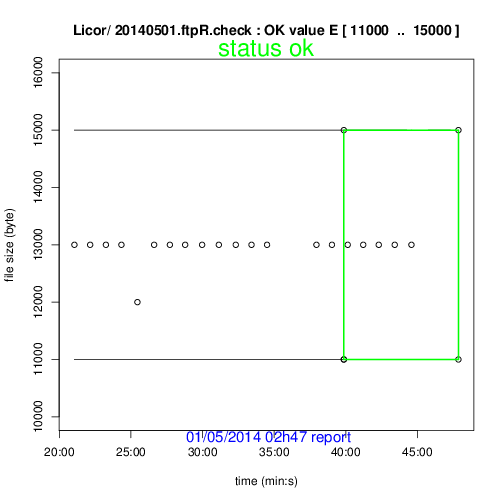 Licor/ 20140501.ftpR.check : OK value E [ 11000 .. 15000 ]
status ok
16000
15000
14000
13000
12000
11000
10000
file size (byte)
01/05/2014 02h47 report
20:00 25:00 30:00 35:00 40:00 45:00
time (min:s)